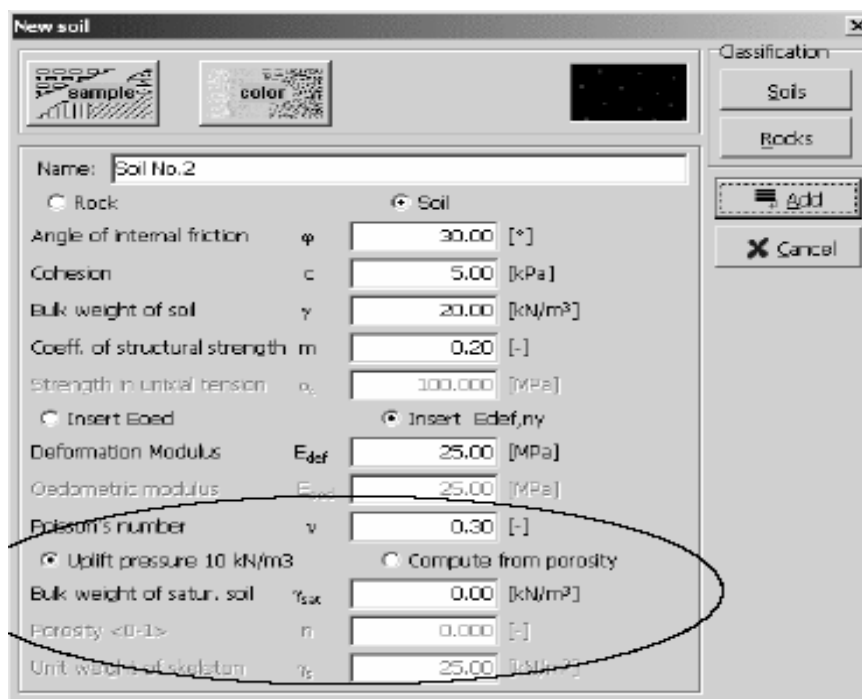 New soil
sample
color
Classification
Soils
Rocks
Add
Cancel
Name: Soil No.2
Rock Soil
Angle of internal friction φ 30.00 [°]
Cohesion c 5.00 [kPa]
Bulk weight of soil γ 20.00 [kN/m³]
Coeff. of structural strength m 0.20 [-]
Strength in unixial tension σc 100.000 [MPa]
Insert Eoed Insert Edef,ny
Deformation Modulus Edef 25.00 [MPa]
Oedometric modulus Eoed 25.00 [MPa]
Poisson's number ν 0.30 [-]
Uplift pressure 10 kN/m3 Compute from porosity
Bulk weight of satur. soil γsat 0.00 [kN/m³]
Porosity <0-1> n 0.000 [-]
Unit weight of skeleton γs 25.00 [kN/m³]